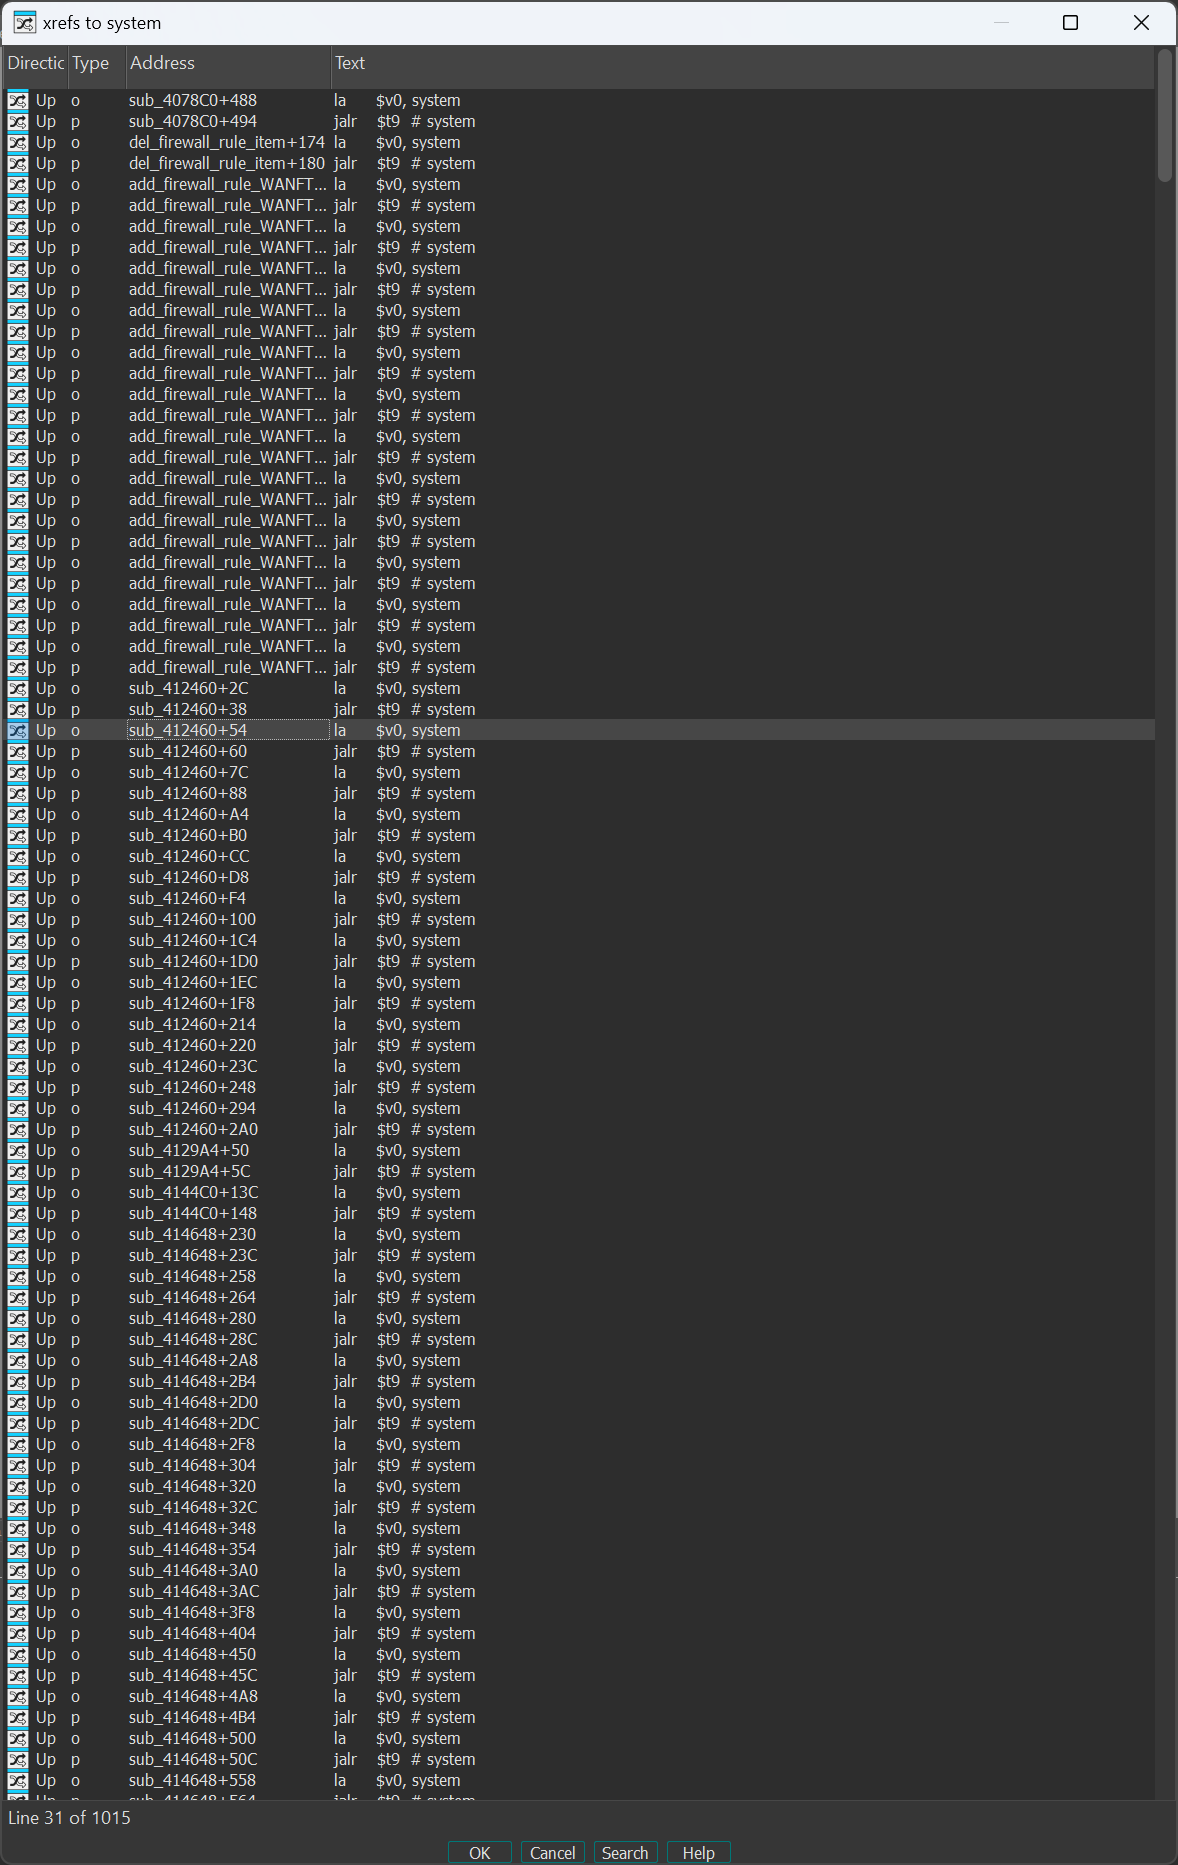 xrefs to system
Directic Type Address Text
Up o sub_4078C0+488 la $v0, system
Up p sub_4078C0+494 jalr $t9 # system
Up o del_firewall_rule_item+174 la $v0, system
Up p del_firewall_rule_item+180 jalr $t9 # system
Up o add_firewall_rule_WANFT... la $v0, system
Up p add_firewall_rule_WANFT... jalr $t9 # system
Up o add_firewall_rule_WANFT... la $v0, system
Up p add_firewall_rule_WANFT... jalr $t9 # system
Up o add_firewall_rule_WANFT... la $v0, system
Up p add_firewall_rule_WANFT... jalr $t9 # system
Up o add_firewall_rule_WANFT... la $v0, system
Up p add_firewall_rule_WANFT... jalr $t9 # system
Up o add_firewall_rule_WANFT... la $v0, system
Up p add_firewall_rule_WANFT... jalr $t9 # system
Up o add_firewall_rule_WANFT... la $v0, system
Up p add_firewall_rule_WANFT... jalr $t9 # system
Up o add_firewall_rule_WANFT... la $v0, system
Up p add_firewall_rule_WANFT... jalr $t9 # system
Up o add_firewall_rule_WANFT... la $v0, system
Up p add_firewall_rule_WANFT... jalr $t9 # system
Up o add_firewall_rule_WANFT... la $v0, system
Up p add_firewall_rule_WANFT... jalr $t9 # system
Up o add_firewall_rule_WANFT... la $v0, system
Up p add_firewall_rule_WANFT... jalr $t9 # system
Up o add_firewall_rule_WANFT... la $v0, system
Up p add_firewall_rule_WANFT... jalr $t9 # system
Up o add_firewall_rule_WANFT... la $v0, system
Up p add_firewall_rule_WANFT... jalr $t9 # system
Up o sub_412460+2C la $v0, system
Up p sub_412460+38 jalr $t9 # system
Up o sub_412460+54 la $v0, system
Up p sub_412460+60 jalr $t9 # system
Up o sub_412460+7C la $v0, system
Up p sub_412460+88 jalr $t9 # system
Up o sub_412460+A4 la $v0, system
Up p sub_412460+B0 jalr $t9 # system
Up o sub_412460+CC la $v0, system
Up p sub_412460+D8 jalr $t9 # system
Up o sub_412460+F4 la $v0, system
Up p sub_412460+100 jalr $t9 # system
Up o sub_412460+1C4 la $v0, system
Up p sub_412460+1D0 jalr $t9 # system
Up o sub_412460+1EC la $v0, system
Up p sub_412460+1F8 jalr $t9 # system
Up o sub_412460+214 la $v0, system
Up p sub_412460+220 jalr $t9 # system
Up o sub_412460+23C la $v0, system
Up p sub_412460+248 jalr $t9 # system
Up o sub_412460+294 la $v0, system
Up p sub_412460+2A0 jalr $t9 # system
Up o sub_4129A4+50 la $v0, system
Up p sub_4129A4+5C jalr $t9 # system
Up o sub_4144C0+13C la $v0, system
Up p sub_4144C0+148 jalr $t9 # system
Up o sub_414648+230 la $v0, system
Up p sub_414648+23C jalr $t9 # system
Up o sub_414648+258 la $v0, system
Up p sub_414648+264 jalr $t9 # system
Up o sub_414648+280 la $v0, system
Up p sub_414648+28C jalr $t9 # system
Up o sub_414648+2A8 la $v0, system
Up p sub_414648+2B4 jalr $t9 # system
Up o sub_414648+2D0 la $v0, system
Up p sub_414648+2DC jalr $t9 # system
Up o sub_414648+2F8 la $v0, system
Up p sub_414648+304 jalr $t9 # system
Up o sub_414648+320 la $v0, system
Up p sub_414648+32C jalr $t9 # system
Up o sub_414648+348 la $v0, system
Up p sub_414648+354 jalr $t9 # system
Up o sub_414648+3A0 la $v0, system
Up p sub_414648+3AC jalr $t9 # system
Up o sub_414648+3F8 la $v0, system
Up p sub_414648+404 jalr $t9 # system
Up o sub_414648+450 la $v0, system
Up p sub_414648+45C jalr $t9 # system
Up o sub_414648+4A8 la $v0, system
Up p sub_414648+4B4 jalr $t9 # system
Up o sub_414648+500 la $v0, system
Up p sub_414648+50C jalr $t9 # system
Up o sub_414648+558 la $v0, system
Up p sub_414648+564 jalr $t9 # system
Line 31 of 1015
OK Cancel Search Help